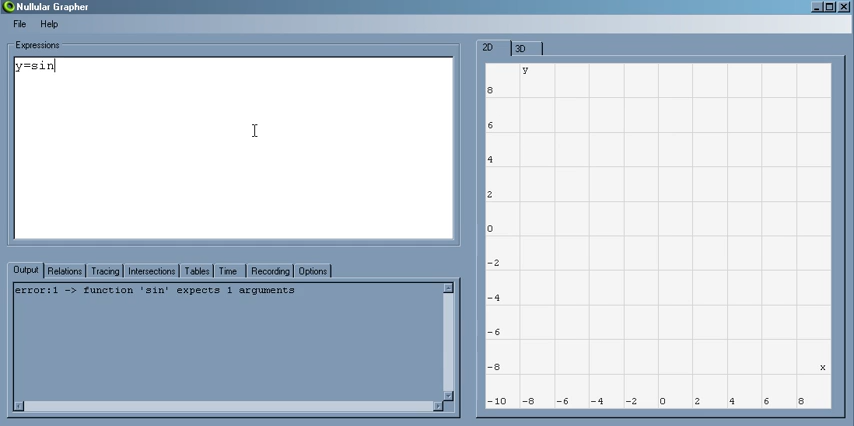 Nullular Grapher
File Help
Expressions
y=sin
Output Relations Tracing Intersections Tables Time Recording Options
error:1 -> function 'sin' expects 1 arguments
2D 3D
y
8
6
4
2
0
-2
-4
-6
-8
x
-10 -8 -6 -4 -2 0 2 4 6 8